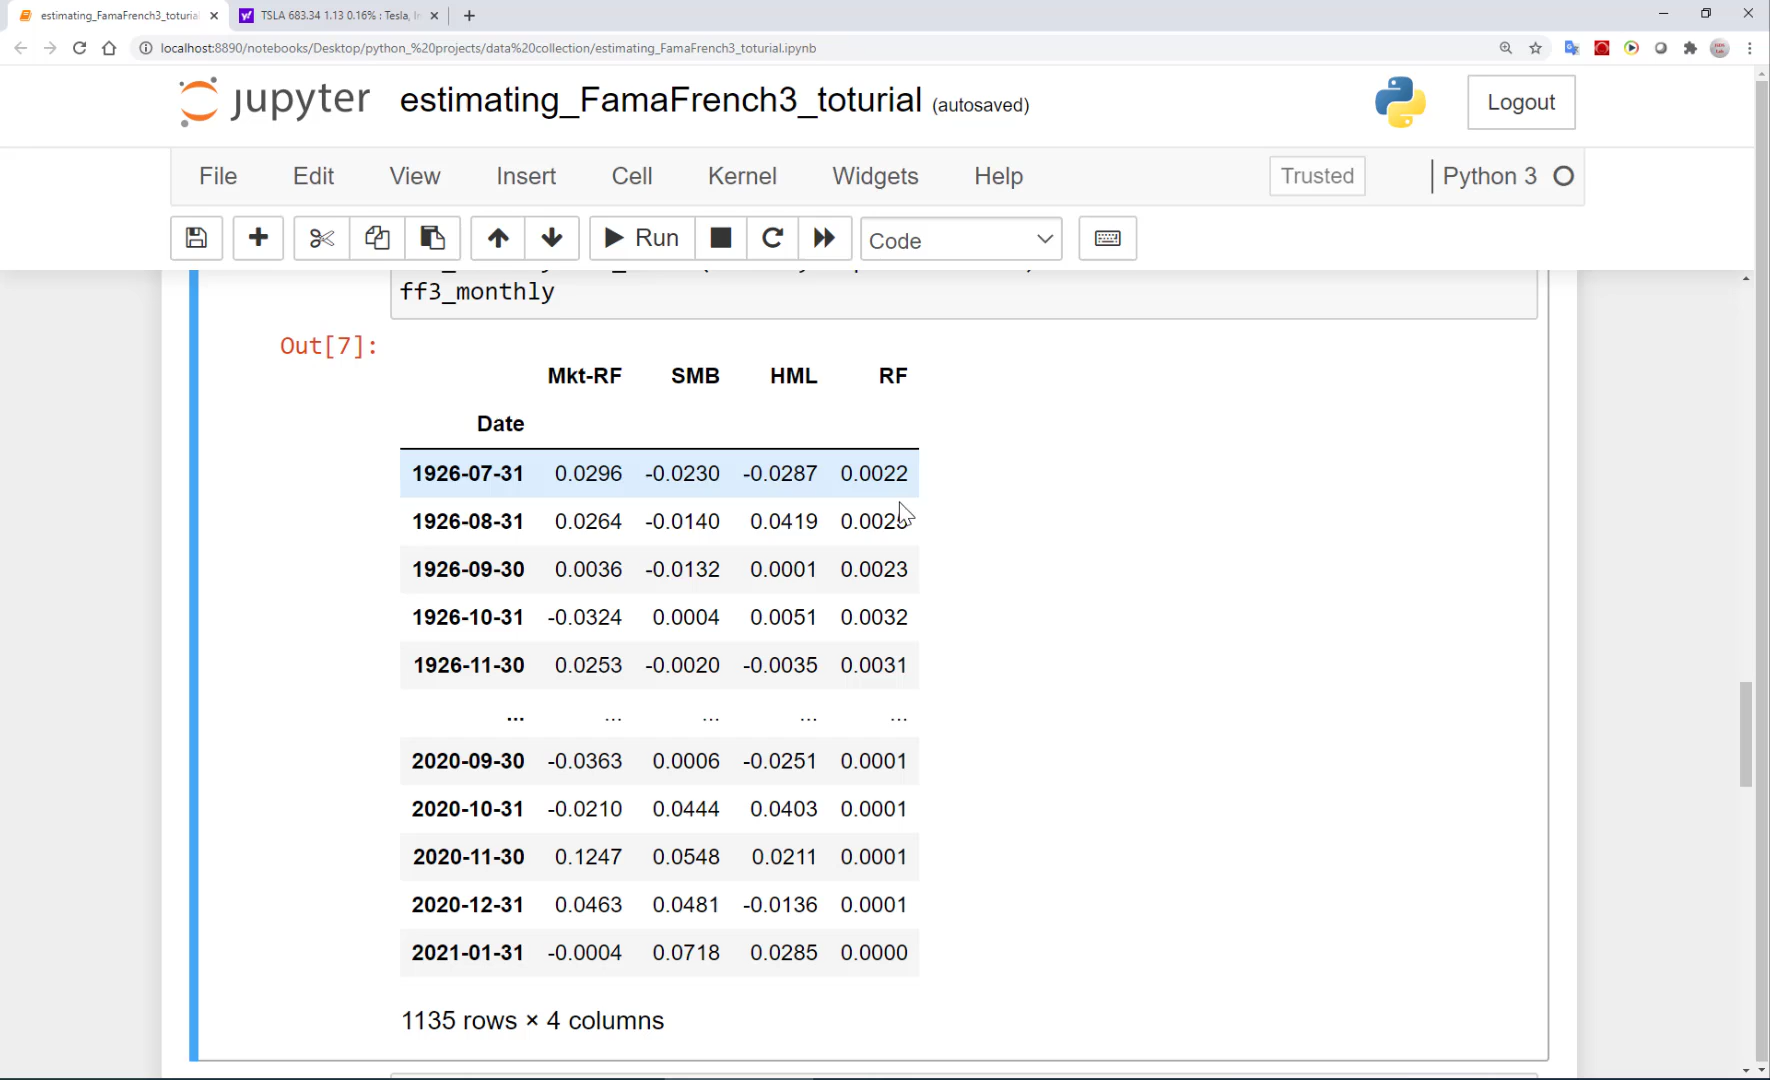 estimating_FamaFrench3_toturial
TSLA 683.34 1.13 0.16% : Tesla,
localhost:8890/notebooks/Desktop/python_%20projects/data%20collection/estimating_FamaFrench3_toturial.ipynb
jupyter estimating_FamaFrench3_toturial (autosaved)
Logout
File Edit View Insert Cell Kernel Widgets Help Trusted Python 3
Run Code
ff3_monthly
Out[7]:
Mkt-RF SMB HML RF
Date
1926-07-31 0.0296 -0.0230 -0.0287 0.0022
1926-08-31 0.0264 -0.0140 0.0419
1926-09-30 0.0036 -0.0132 0.0001 0.0023
1926-10-31 -0.0324 0.0004 0.0051 0.0032
1926-11-30 0.0253 -0.0020 -0.0035 0.0031
... ... ... ... ...
2020-09-30 -0.0363 0.0006 -0.0251 0.0001
2020-10-31 -0.0210 0.0444 0.0403 0.0001
2020-11-30 0.1247 0.0548 0.0211 0.0001
2020-12-31 0.0463 0.0481 -0.0136 0.0001
2021-01-31 -0.0004 0.0718 0.0285 0.0000
1135 rows × 4 columns